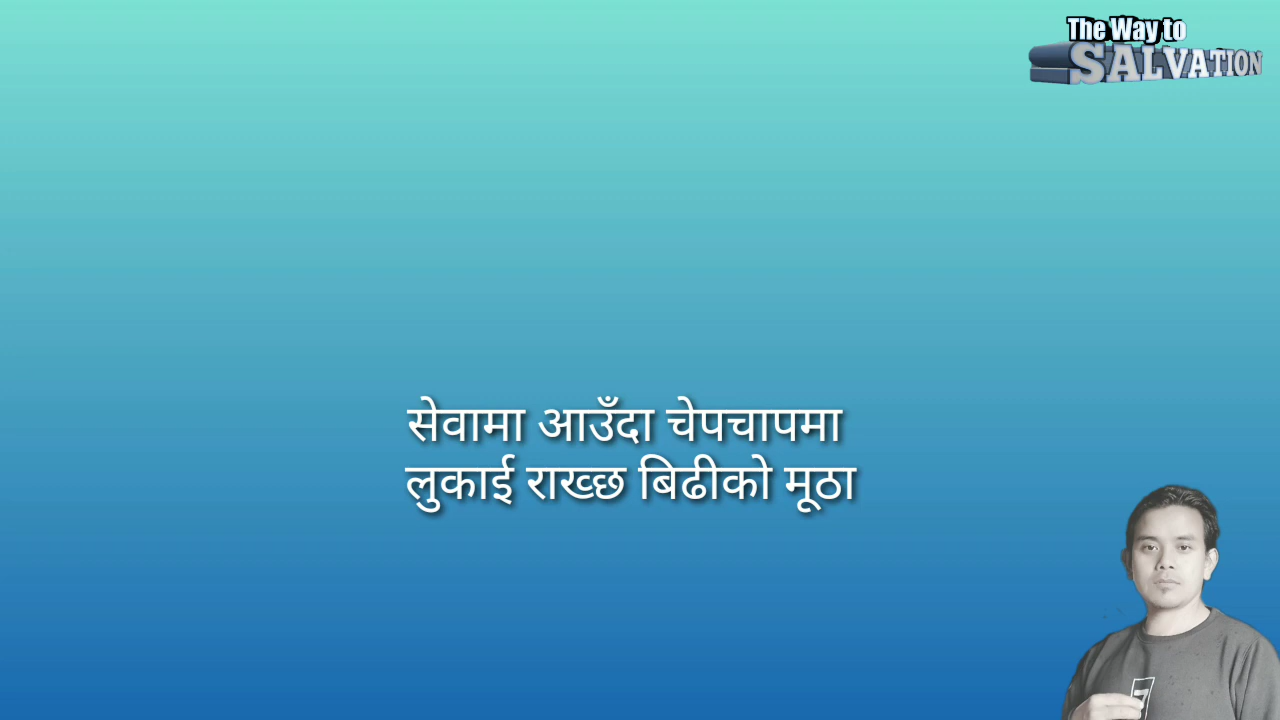 The Way to
SALVATION
सेवामा आउँदा चेपचापमा
लुकाई राख्छ बिढीको मूठा